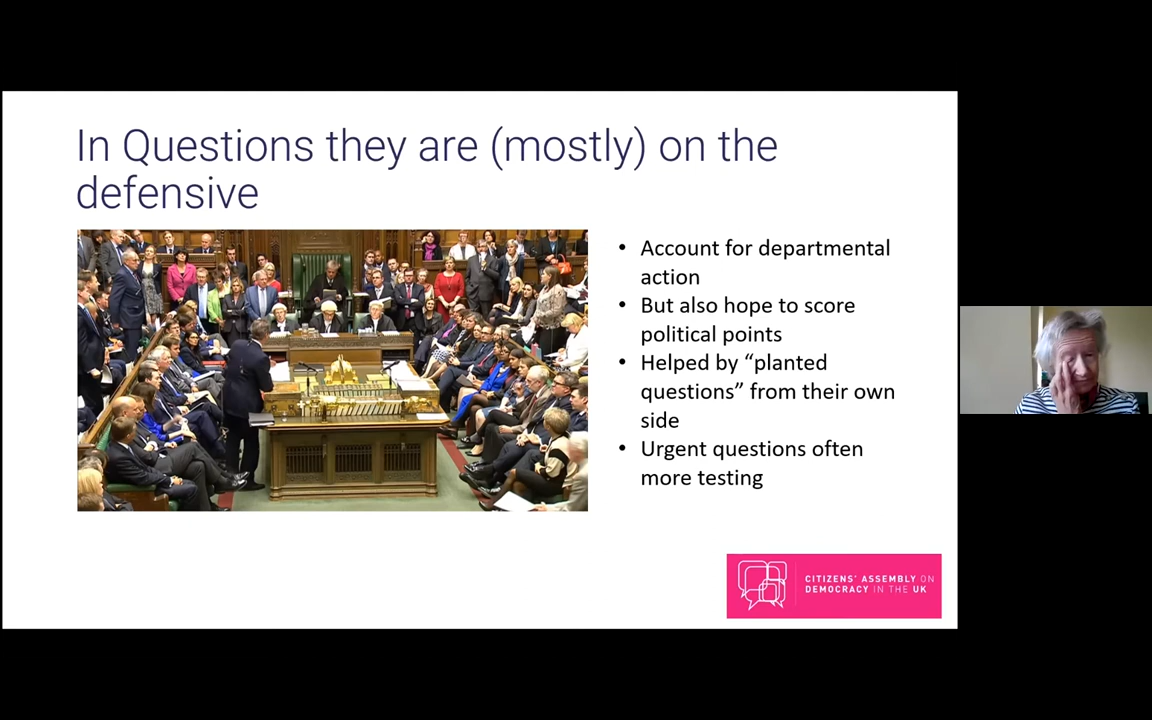 In Questions they are (mostly) on the
defensive
• Account for departmental
action
• But also hope to score
political points
• Helped by “planted
questions” from their own
side
• Urgent questions often
more testing
CITIZENS' ASSEMBLY ON
DEMOCRACY IN THE UK